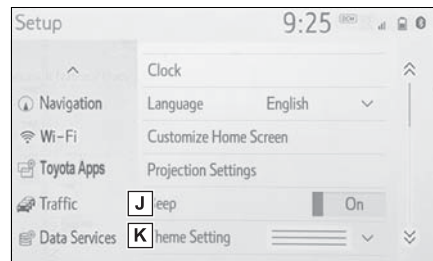 Setup 9:25 DCM
Clock
Navigation Language English
Wi-Fi Customize Home Screen
Toyota Apps Projection Settings
Traffic J eep On
Data Services K heme Setting